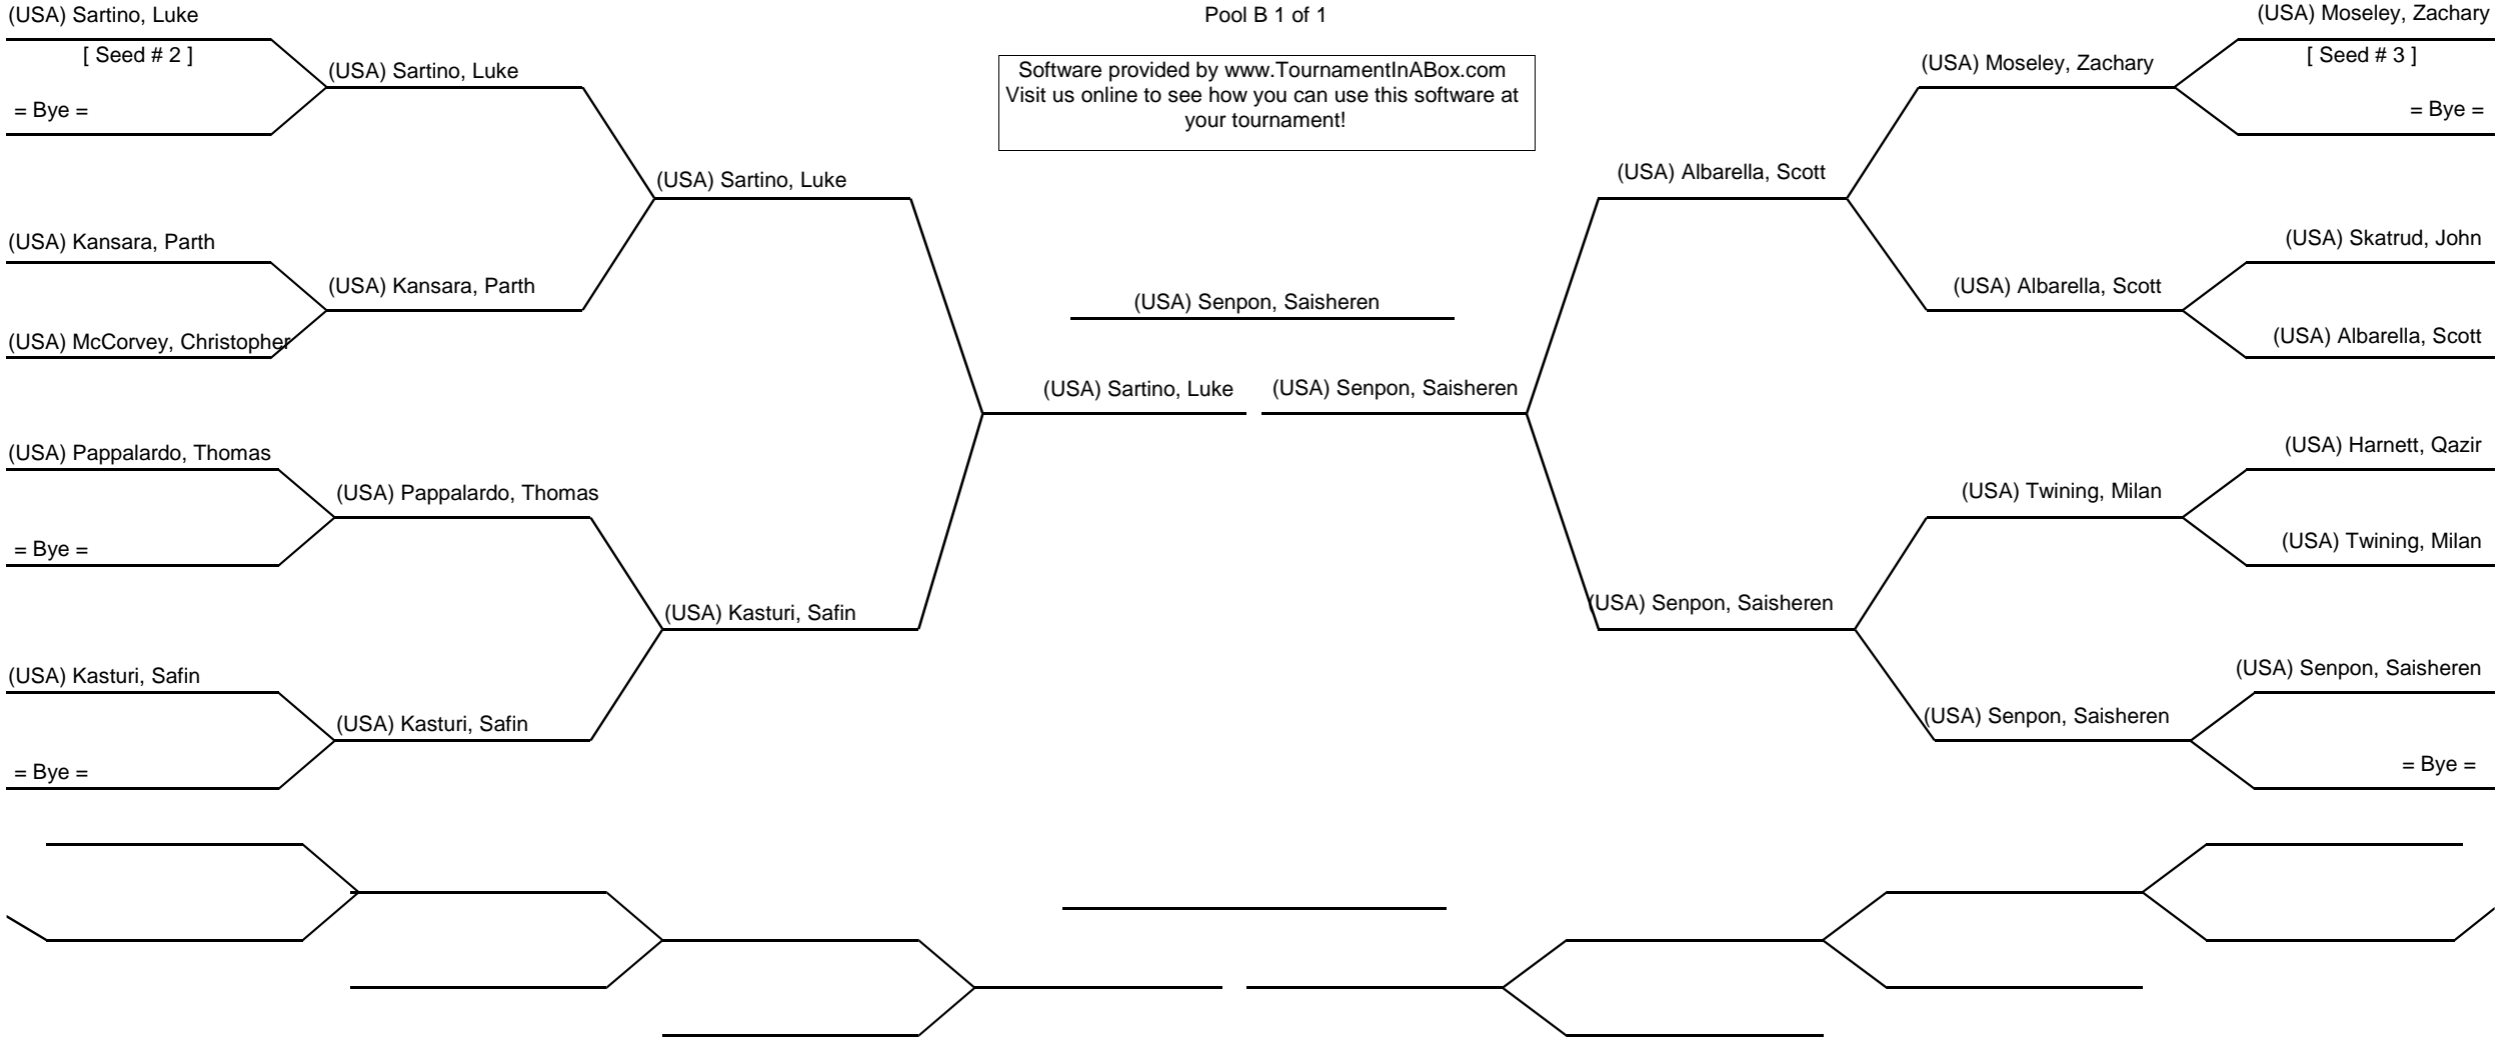 (USA) Sartino, Luke
[ Seed # 2 ]
= Bye =
(USA) Kansara, Parth
(USA) McCorvey, Christopher
(USA) Pappalardo, Thomas
= Bye =
(USA) Kasturi, Safin
= Bye =
(USA) Sartino, Luke
(USA) Kansara, Parth
(USA) Pappalardo, Thomas
(USA) Kasturi, Safin
(USA) Sartino, Luke
(USA) Kasturi, Safin
Pool B 1 of 1
Software provided by www.TournamentInABox.com
Visit us online to see how you can use this software at
your tournament!
(USA) Senpon, Saisheren
(USA) Sartino, Luke
(USA) Senpon, Saisheren
(USA) Albarella, Scott
(USA) Senpon, Saisheren
(USA) Moseley, Zachary
(USA) Albarella, Scott
(USA) Twining, Milan
(USA) Senpon, Saisheren
(USA) Moseley, Zachary
[ Seed # 3 ]
= Bye =
(USA) Skatrud, John
(USA) Albarella, Scott
(USA) Harnett, Qazir
(USA) Twining, Milan
(USA) Senpon, Saisheren
= Bye =